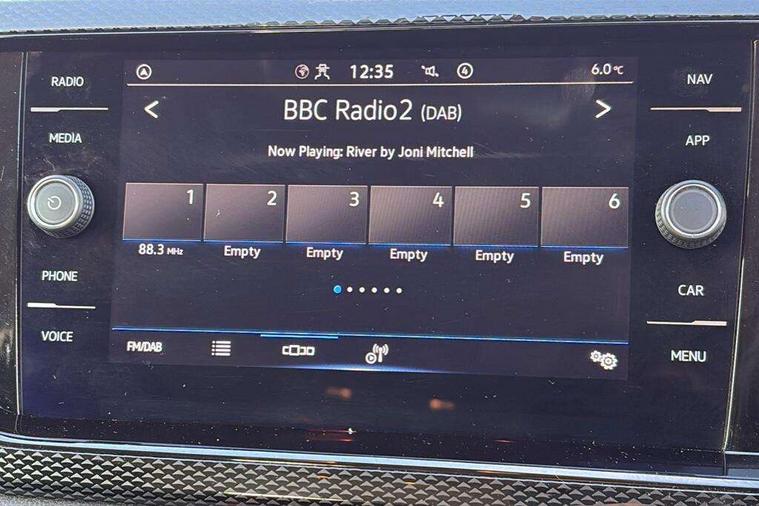 RADIO
MEDIA
PHONE
VOICE
A
12:35
4
6.0°C
BBC Radio2 (DAB)
Now Playing: River by Joni Mitchell
1 2 3 4 5 6
88.3 MHz Empty Empty Empty Empty Empty
FM/DAB
NAV
APP
CAR
MENU